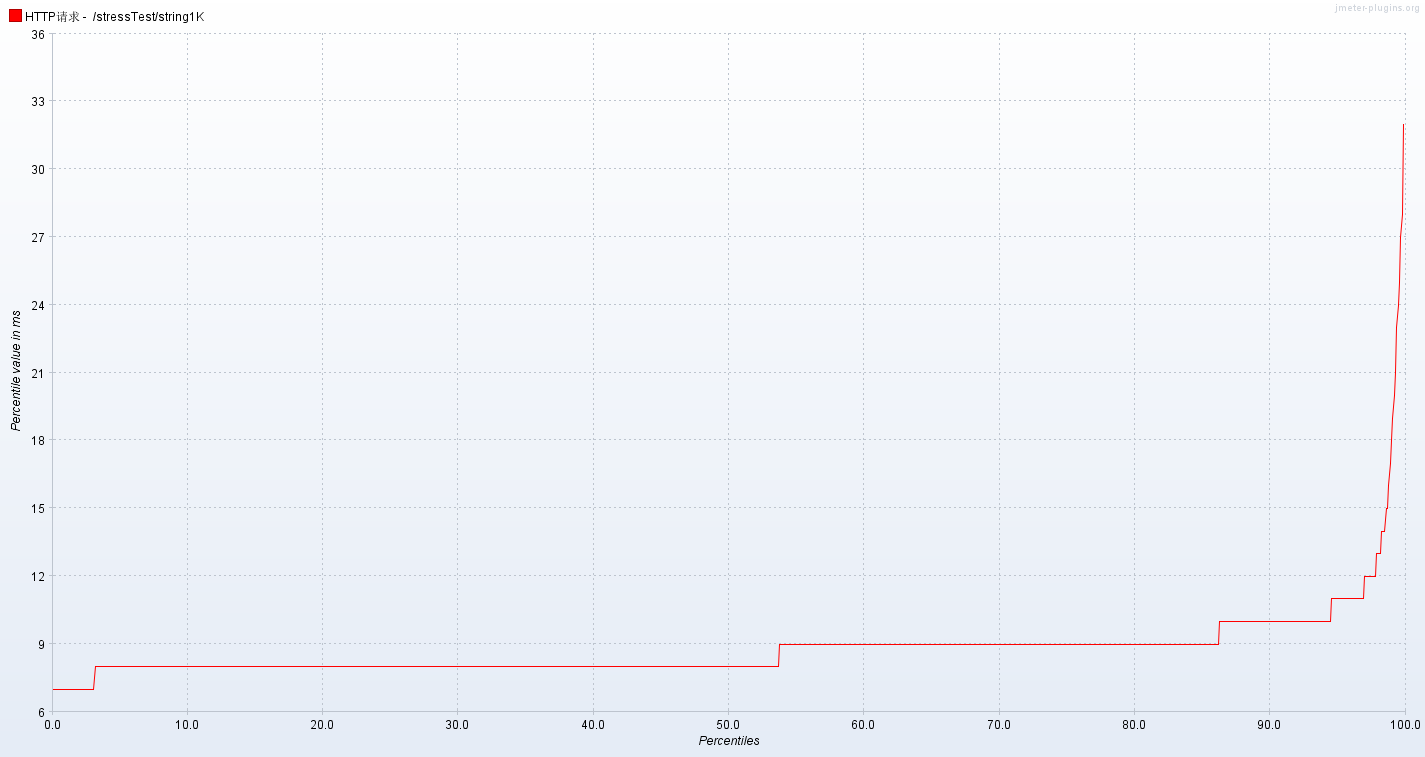 HTTP请求 - /stressTest/string1K
jmeter-plugins.org
36
33
30
27
24
21
18
15
12
9
6
Percentile value in ms
0.0 10.0 20.0 30.0 40.0 50.0 60.0 70.0 80.0 90.0 100.0
Percentiles